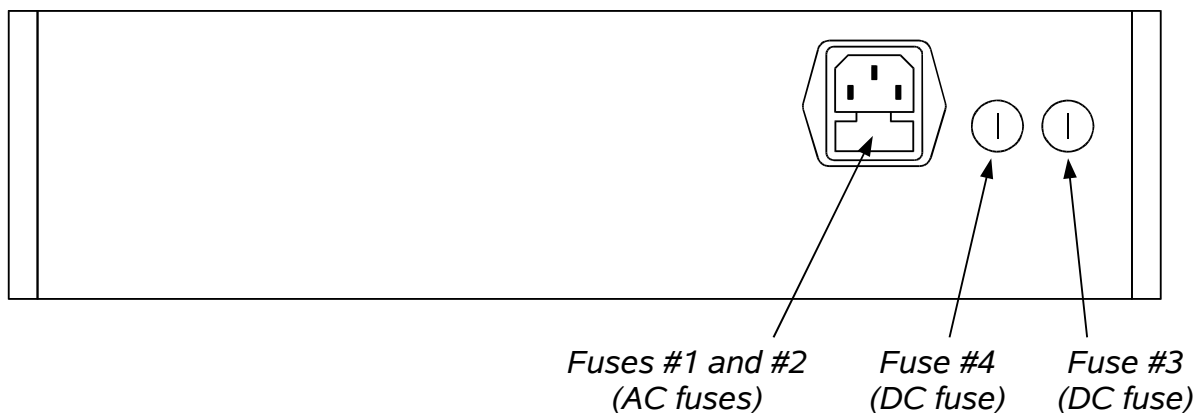 Fuses #1 and #2
(AC fuses)
Fuse #4
(DC fuse)
Fuse #3
(DC fuse)